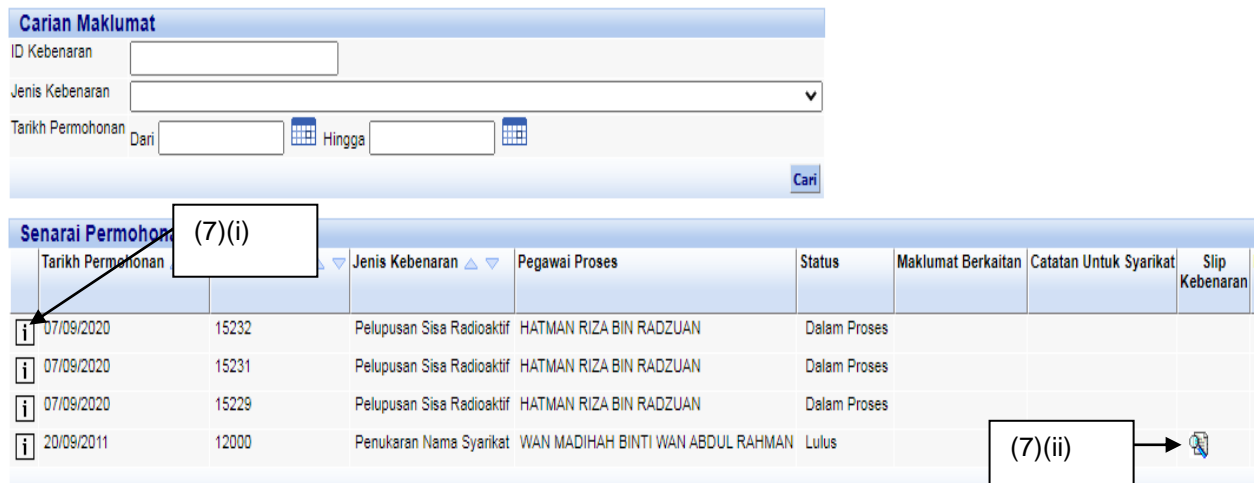 Carian Maklumat
ID Kebenaran
Jenis Kebenaran
Tarikh Permohonan Dari Hingga
Cari
(7)(i)
Senarai
Tarikh Permohonan Jenis Kebenaran Pegawai Proses Status Maklumat Berkaitan Catatan Untuk Syarikat Slip Kebenaran
07/09/2020 15232 Pelupusan Sisa Radioaktif HATMAN RIZA BIN RADZUAN Dalam Proses
07/09/2020 15231 Pelupusan Sisa Radioaktif HATMAN RIZA BIN RADZUAN Dalam Proses
07/09/2020 15229 Pelupusan Sisa Radioaktif HATMAN RIZA BIN RADZUAN Dalam Proses
20/09/2011 12000 Penukaran Nama Syarikat WAN MADIHAH BINTI WAN ABDUL RAHMAN Lulus
(7)(ii)